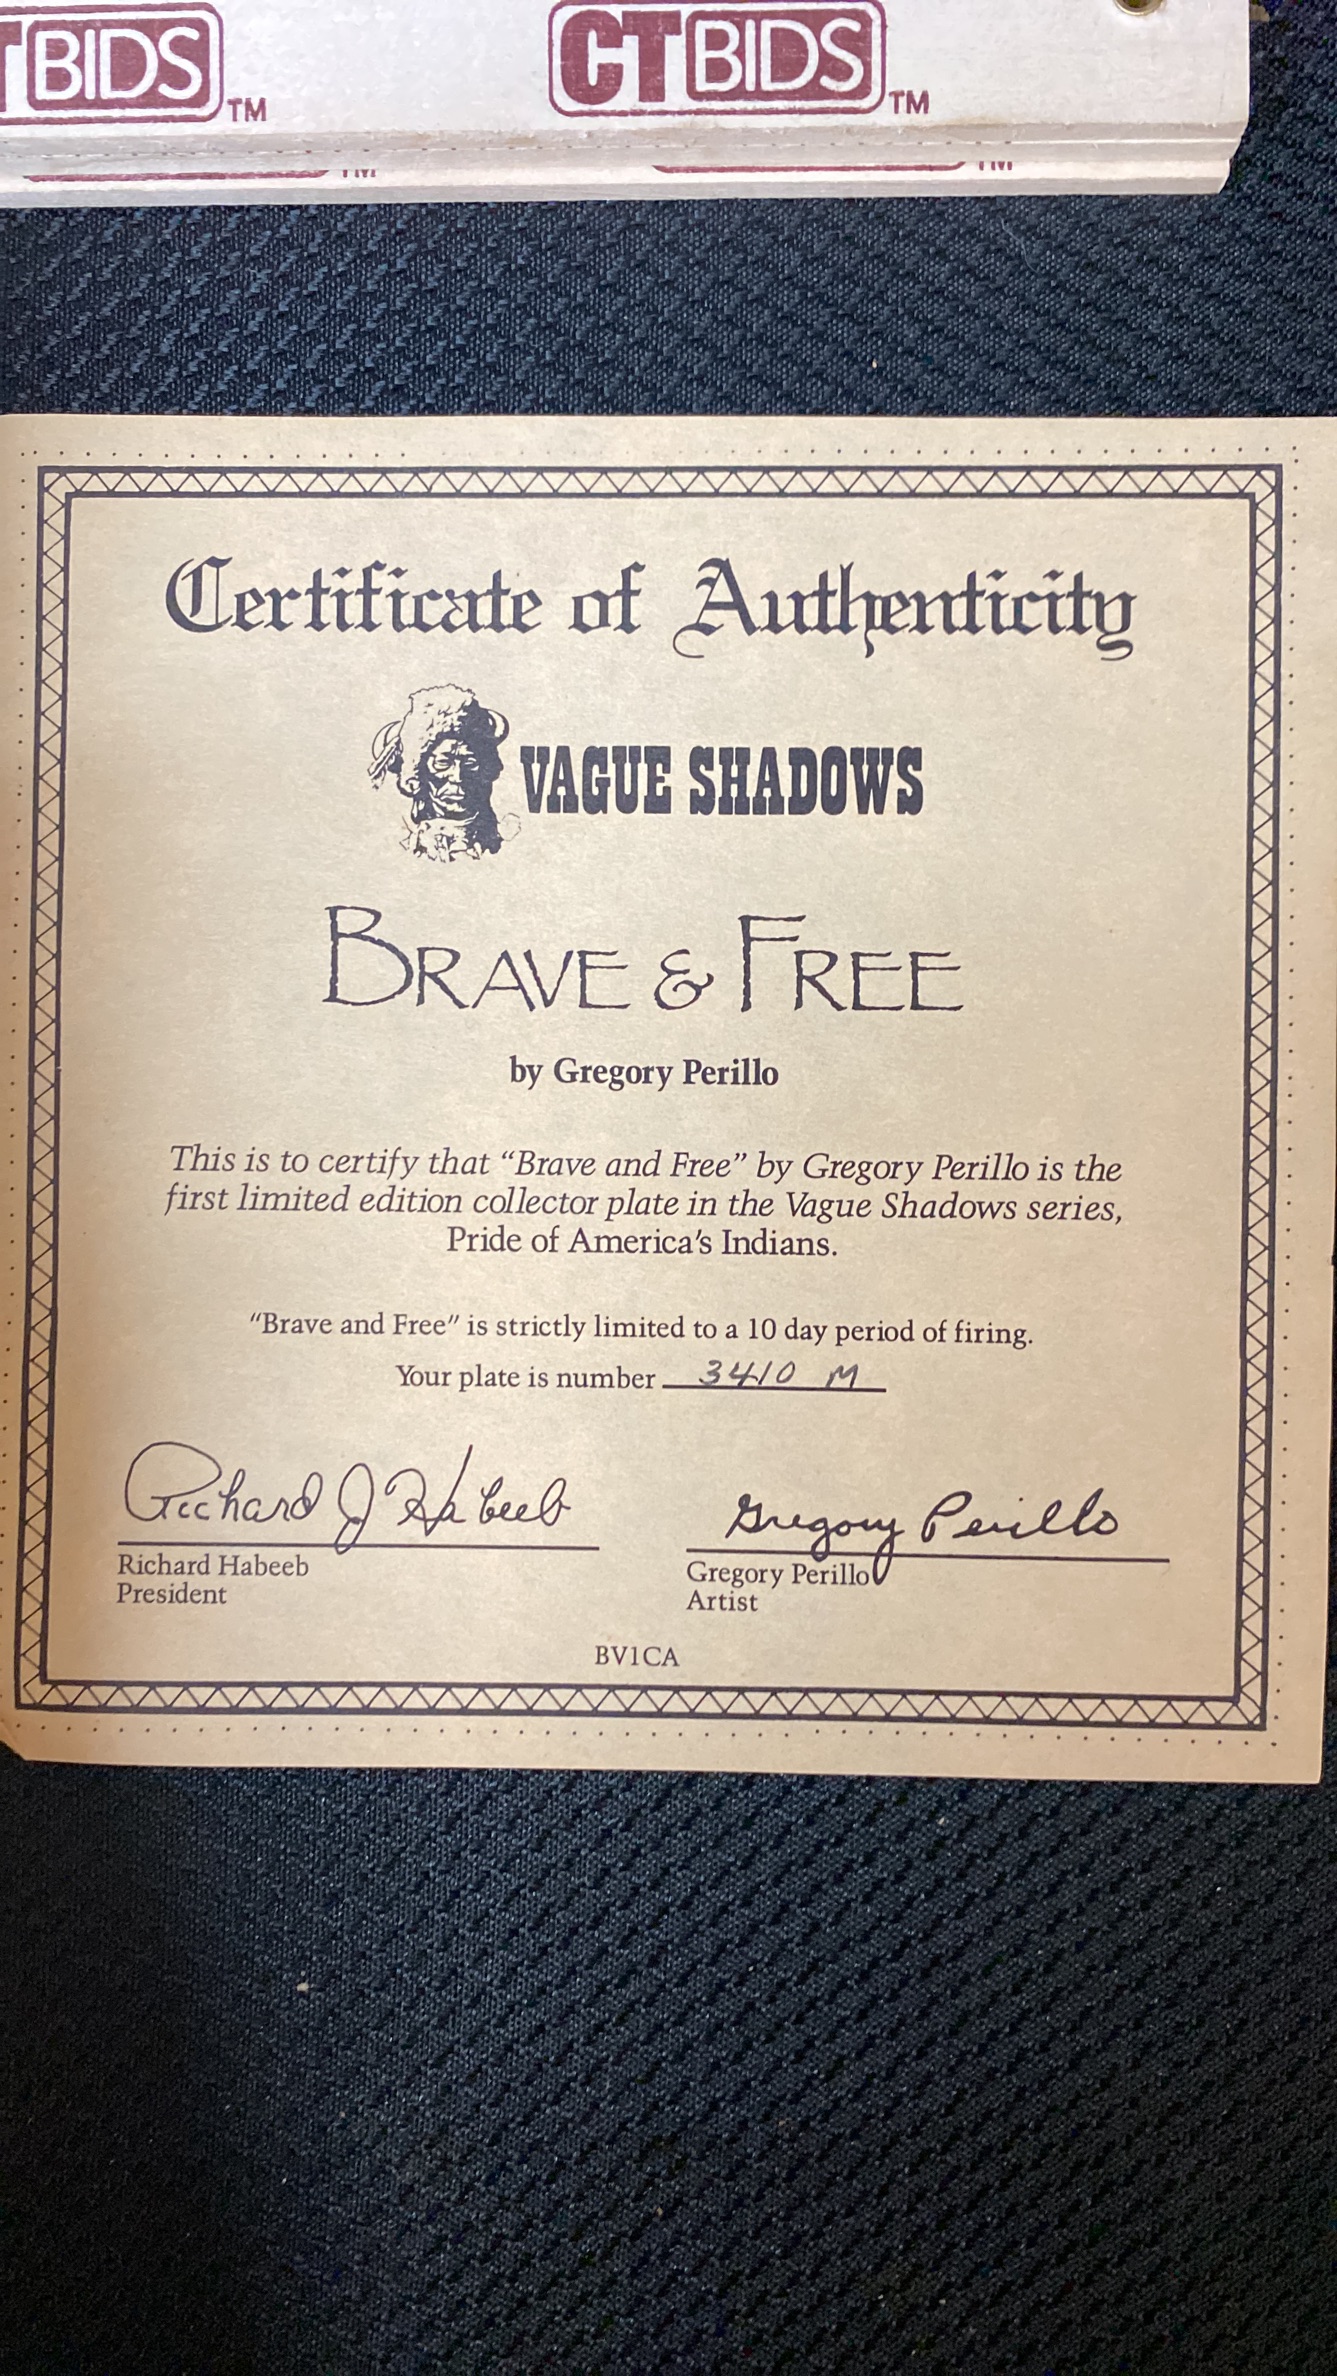 TBIDS TM
CTBIDS TM
TM
TM
Certificate of Authenticity
VAGUE SHADOWS
BRAVE & FREE
by Gregory Perillo
This is to certify that “Brave and Free” by Gregory Perillo is the
first limited edition collector plate in the Vague Shadows series,
Pride of America's Indians.
“Brave and Free” is strictly limited to a 10 day period of firing.
Your plate is number 3410 M
Richard J Habeeb
Gregory Perillo
Richard Habeeb
President
Gregory Perillo
Artist
BV1CA